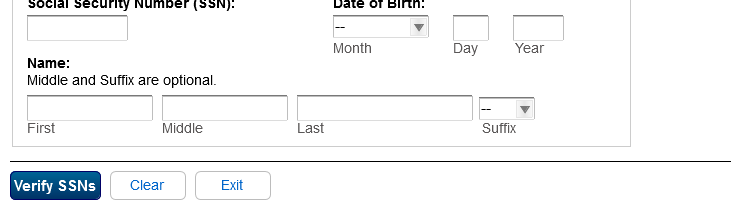 Social Security Number (SSN): Date of Birth:
--
Month Day Year
Name:
Middle and Suffix are optional.
--
First Middle Last Suffix
Verify SSNs Clear Exit